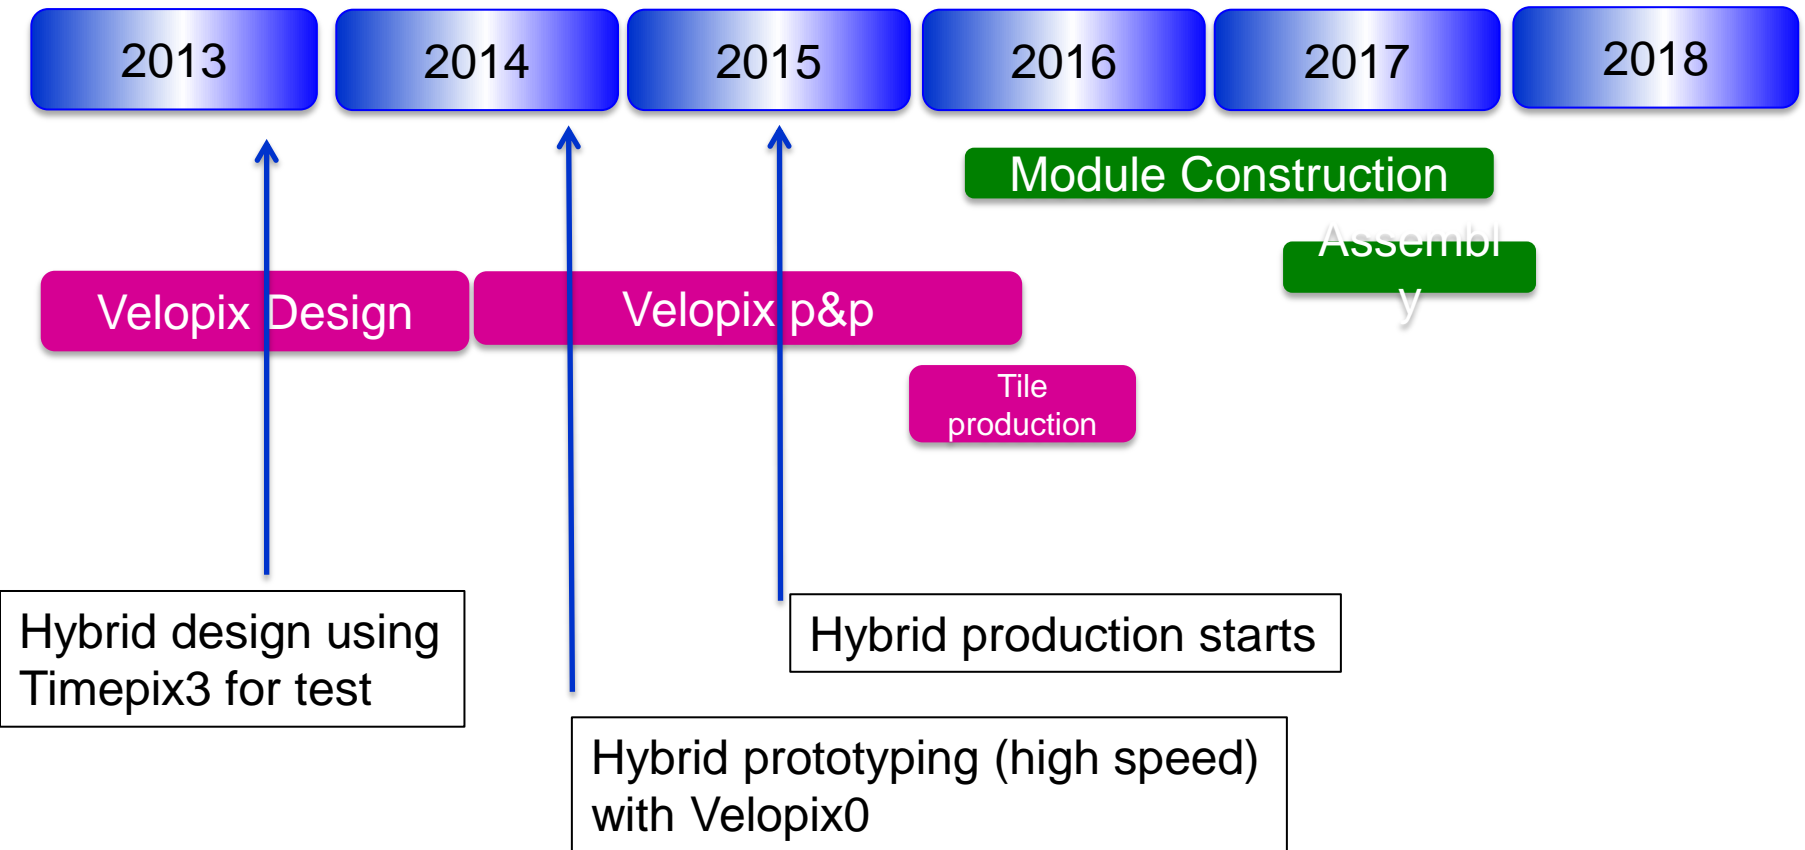 2013
2014
2015
2016
2017
2018
Module Construction
Assembl
y
Velopix Design
Velopix p&p
Tile
production
Hybrid design using
Timepix3 for test
Hybrid production starts
Hybrid prototyping (high speed)
with Velopix0